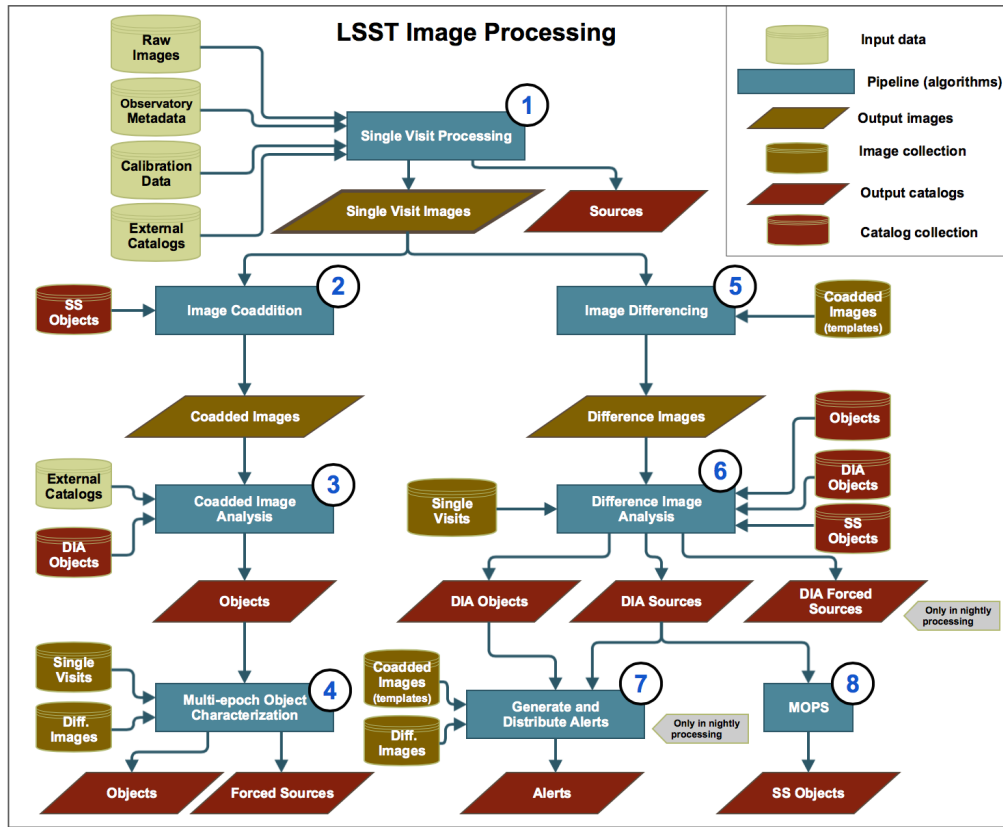 LSST Image Processing
Raw
Images
Observatory
Metadata
Calibration
Data
External
Catalogs
1
Single Visit Processing
Single Visit Images
Sources
Input data
Pipeline (algorithms)
Output images
Image collection
Output catalogs
Catalog collection
SS
Objects
2
Image Coaddition
5
Image Differencing
Coadded
Images
(templates)
Coadded Images
Difference Images
External
Catalogs
DIA
Objects
3
Coadded Image
Analysis
Single
Visits
6
Difference Image
Analysis
Objects
DIA
Objects
SS
Objects
Objects
DIA Objects
DIA Sources
DIA Forced
Sources
Only in nightly
processing
Single
Visits
Diff.
Images
4
Multi-epoch Object
Characterization
Coadded
Images
(templates)
Diff.
Images
7
Generate and
Distribute Alerts
Only in nightly
processing
8
MOPS
Objects
Forced Sources
Alerts
SS Objects